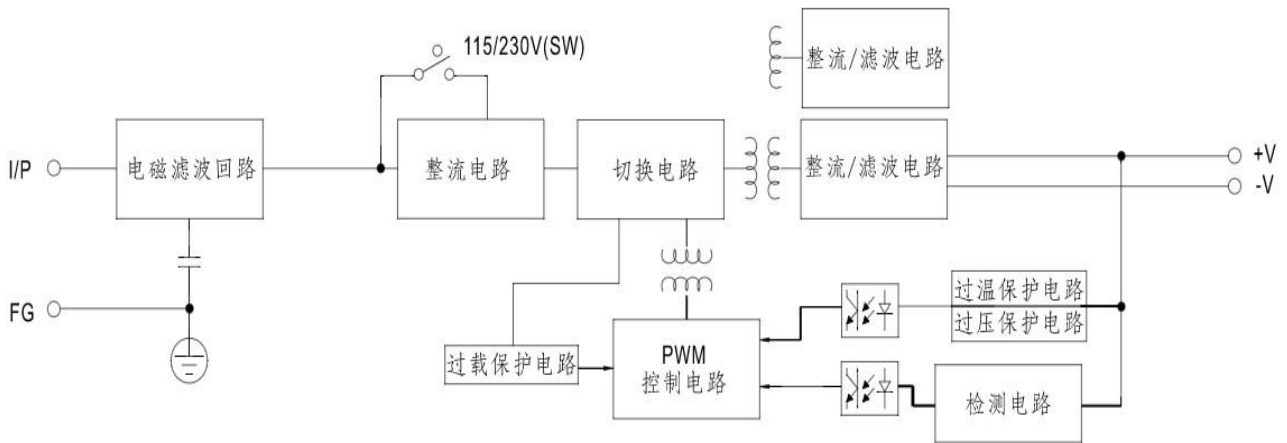 115/230V(SW)
整流/滤波电路
I/P
电磁滤波回路
整流电路
切换电路
整流/滤波电路
+V
-V
FG
过温保护电路
过压保护电路
过载保护电路
PWM
控制电路
检测电路